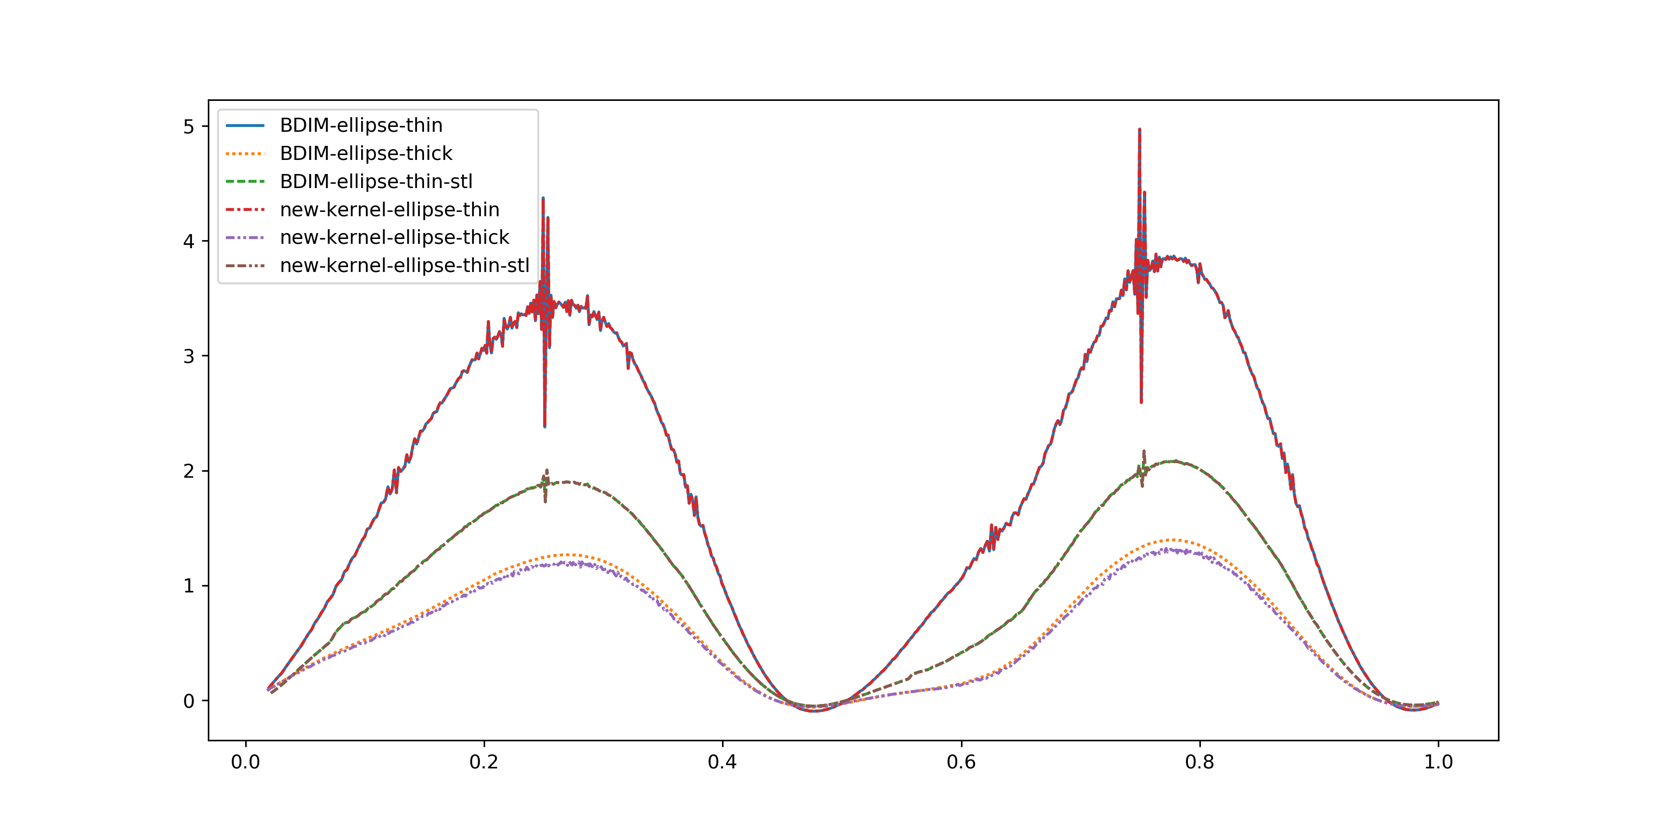 5
4
3
2
1
0
BDIM-ellipse-thin
BDIM-ellipse-thick
BDIM-ellipse-thin-stl
new-kernel-ellipse-thin
new-kernel-ellipse-thick
new-kernel-ellipse-thin-stl
0.0 0.2 0.4 0.6 0.8 1.0